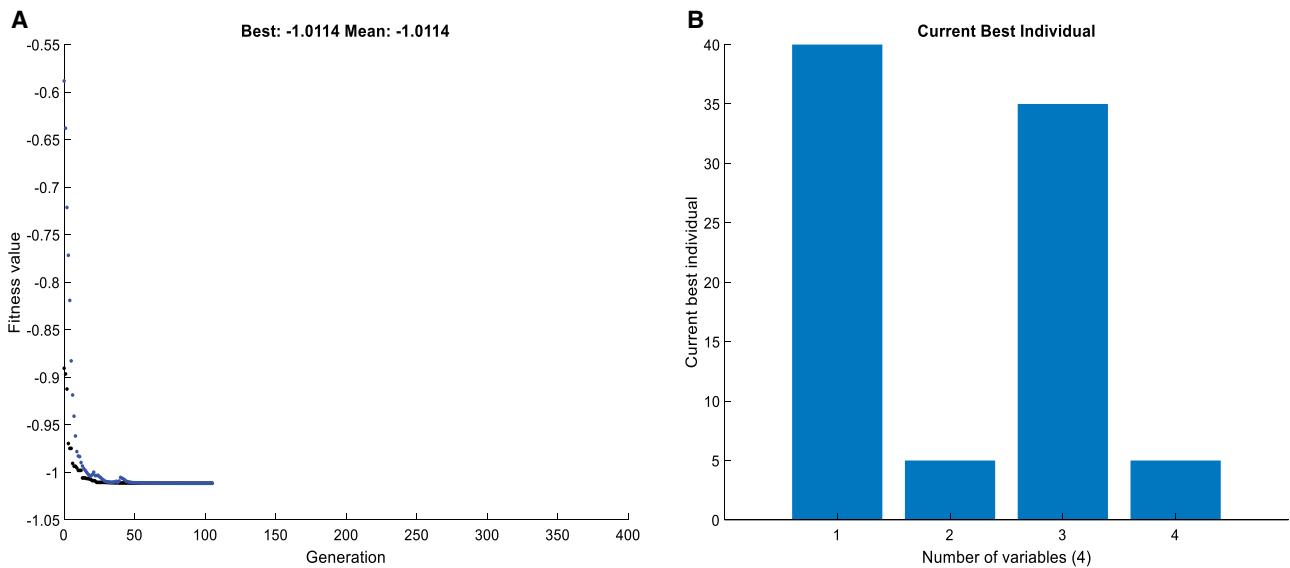 A
Best: -1.0114 Mean: -1.0114
-0.55
-0.6
-0.65
-0.7
-0.75
-0.8
-0.85
-0.9
-0.95
-1
-1.05
Fitness value
0 50 100 150 200 250 300 350 400
Generation
B
Current Best Individual
40
35
30
25
20
15
10
5
0
Current best individual
1 2 3 4
Number of variables (4)